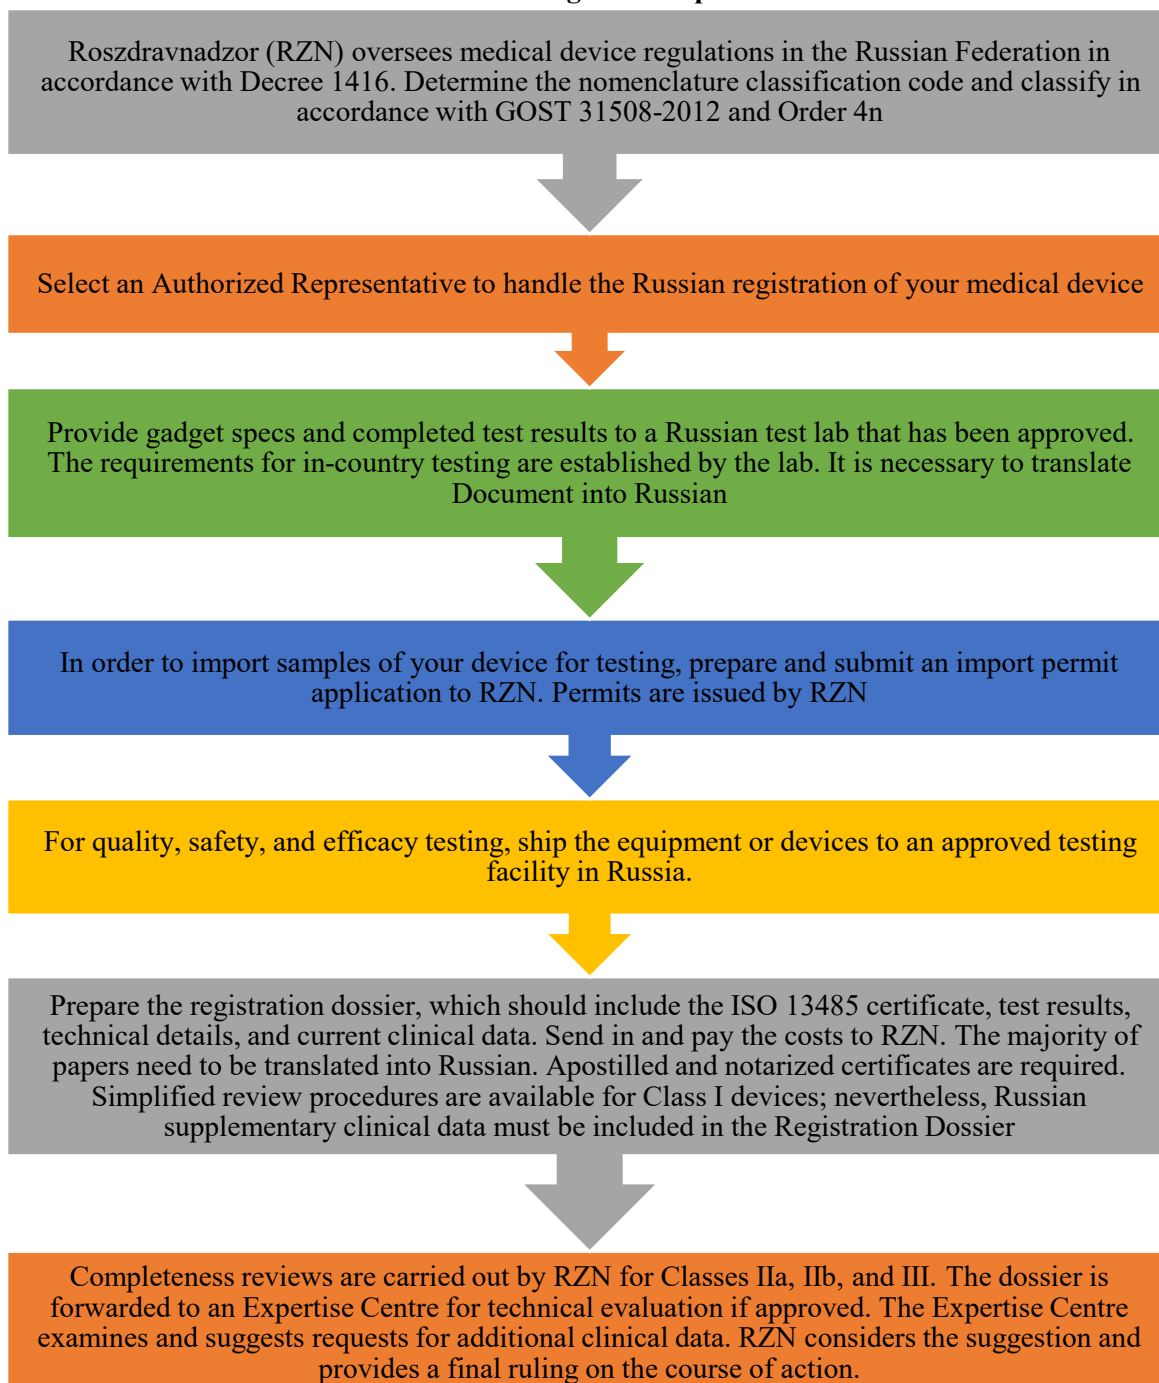 Roszdravnadzor (RZN) oversees medical device regulations in the Russian Federation in
accordance with Decree 1416. Determine the nomenclature classification code and classify in
accordance with GOST 31508-2012 and Order 4n
Select an Authorized Representative to handle the Russian registration of your medical device
Provide gadget specs and completed test results to a Russian test lab that has been approved.
The requirements for in-country testing are established by the lab. It is necessary to translate
Document into Russian
In order to import samples of your device for testing, prepare and submit an import permit
application to RZN. Permits are issued by RZN
For quality, safety, and efficacy testing, ship the equipment or devices to an approved testing
facility in Russia.
Prepare the registration dossier, which should include the ISO 13485 certificate, test results,
technical details, and current clinical data. Send in and pay the costs to RZN. The majority of
papers need to be translated into Russian. Apostilled and notarized certificates are required.
Simplified review procedures are available for Class I devices; nevertheless, Russian
supplementary clinical data must be included in the Registration Dossier
Completeness reviews are carried out by RZN for Classes IIa, IIb, and III. The dossier is
forwarded to an Expertise Centre for technical evaluation if approved. The Expertise Centre
examines and suggests requests for additional clinical data. RZN considers the suggestion and
provides a final ruling on the course of action.